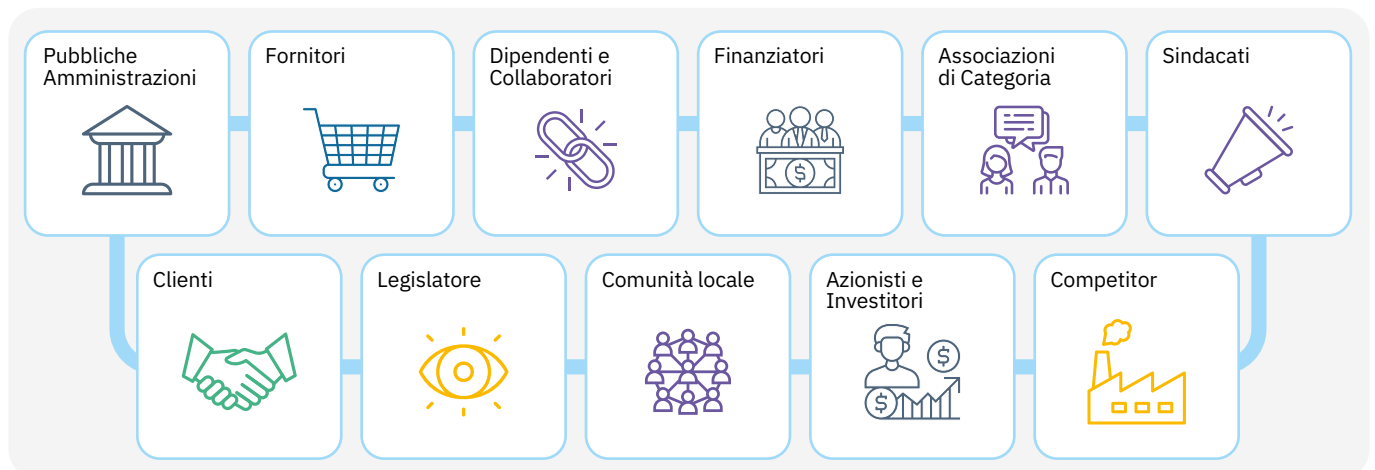 Pubbliche
Amministrazioni
Fornitori
Dipendenti e
Collaboratori
Finanziatori
Associazioni
di Categoria
Sindacati
Clienti
Legislatore
Comunità locale
Azionisti e
Investitori
Competitor
$
$
$